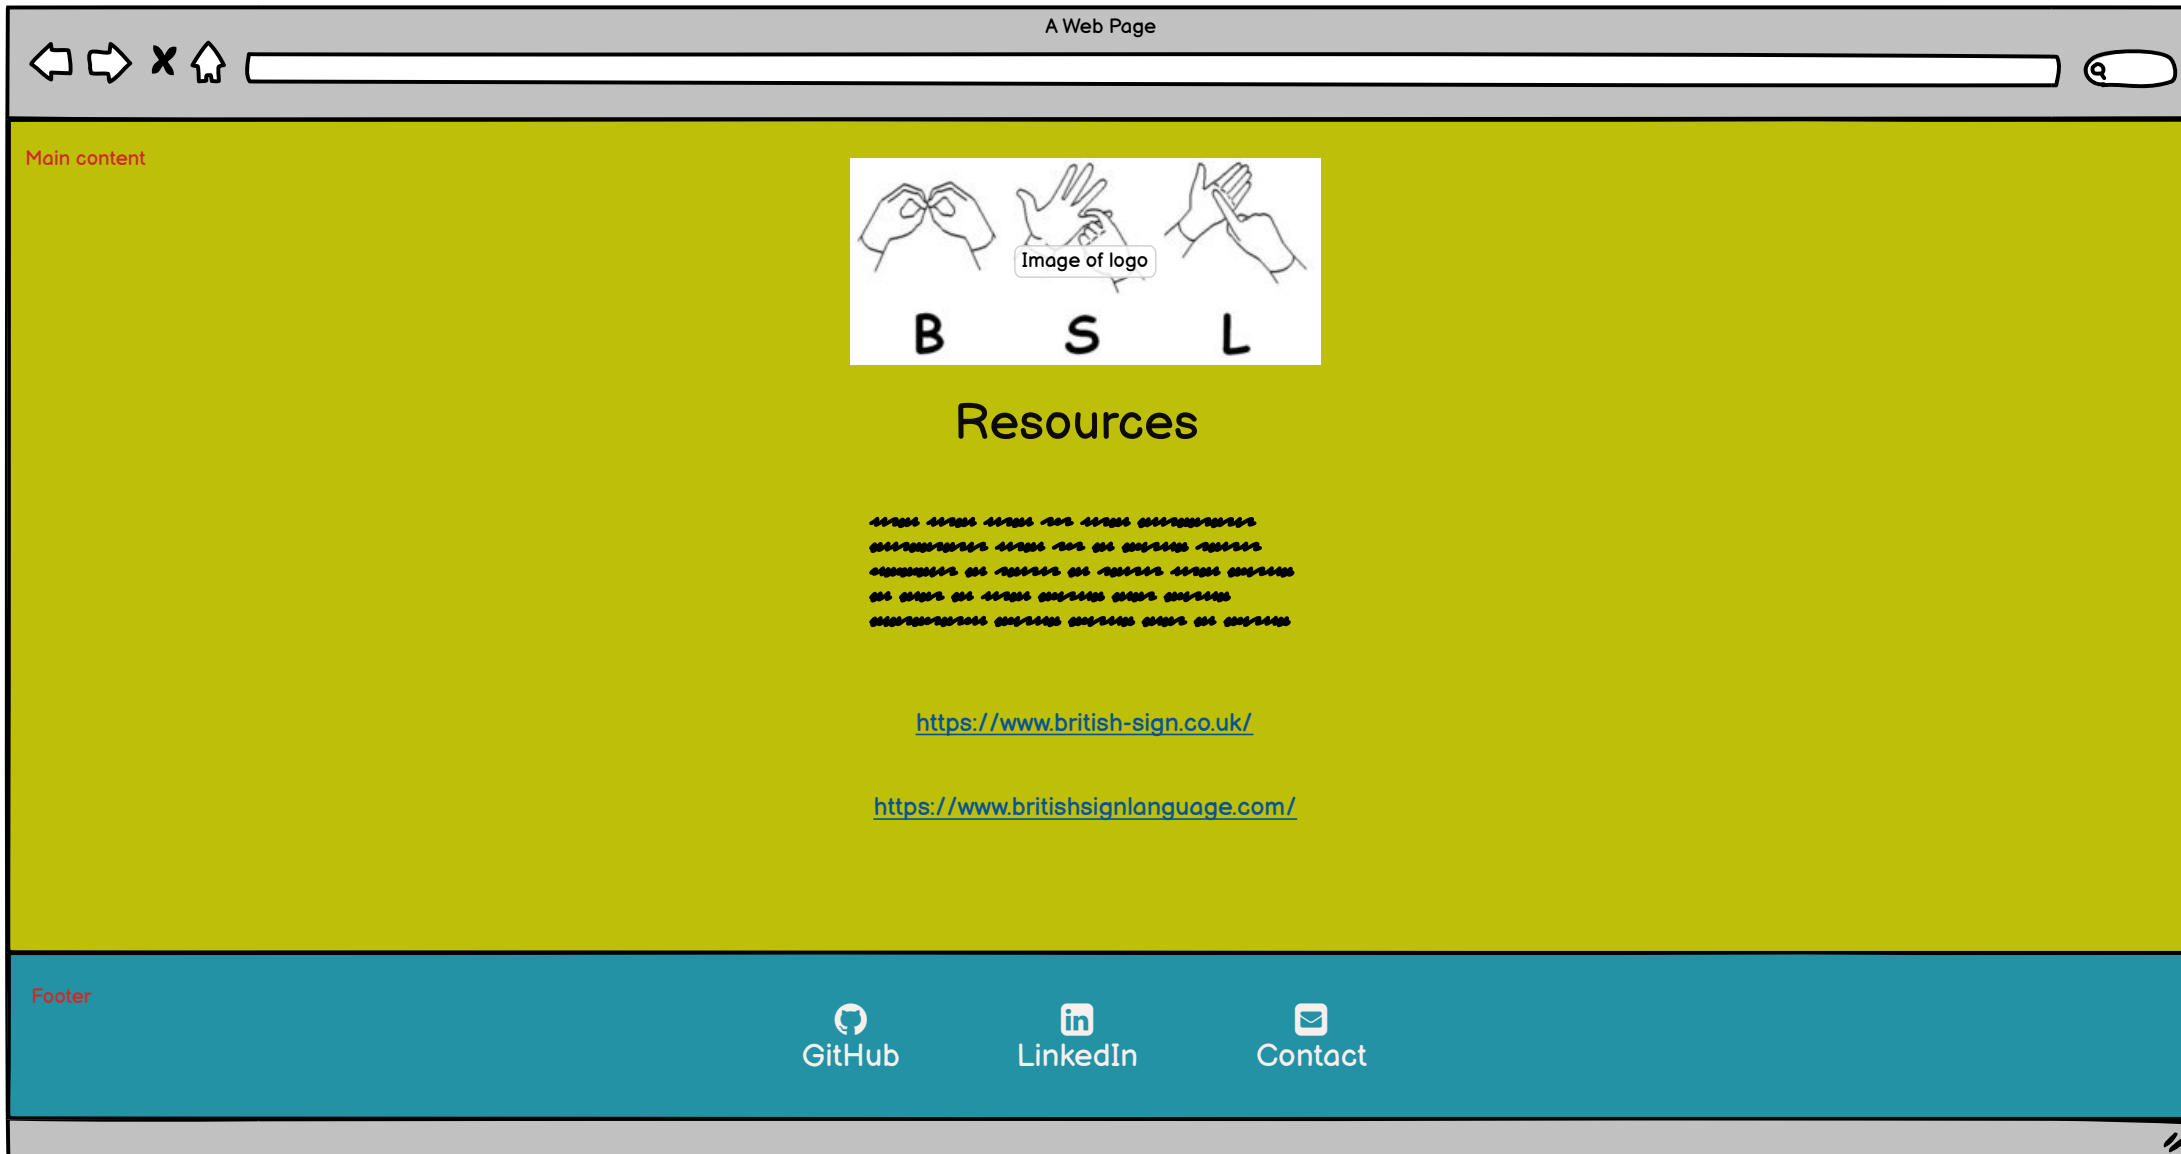 A Web Page
Main content
Image of logo
B S L
Resources
https://www.british-sign.co.uk/
https://www.britishsignlanguage.com/
Footer
GitHub LinkedIn Contact